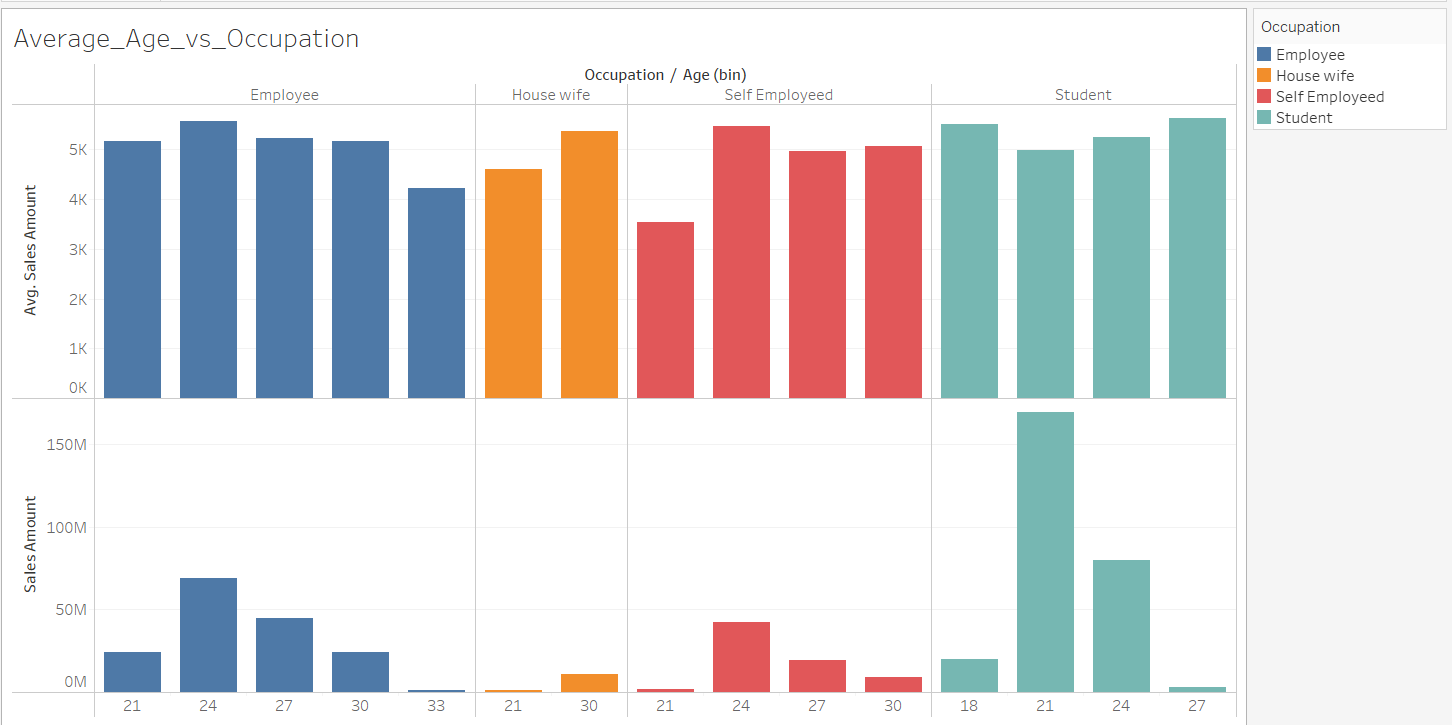 Average_Age_vs_Occupation
Occupation / Age (bin)
Employee House wife Self Employeed Student
Avg. Sales Amount
5K
4K
3K
2K
1K
0K
Sales Amount
150M
100M
50M
0M
21 24 27 30 33 21 30 21 24 27 30 18 21 24 27
Occupation
Employee
House wife
Self Employeed
Student